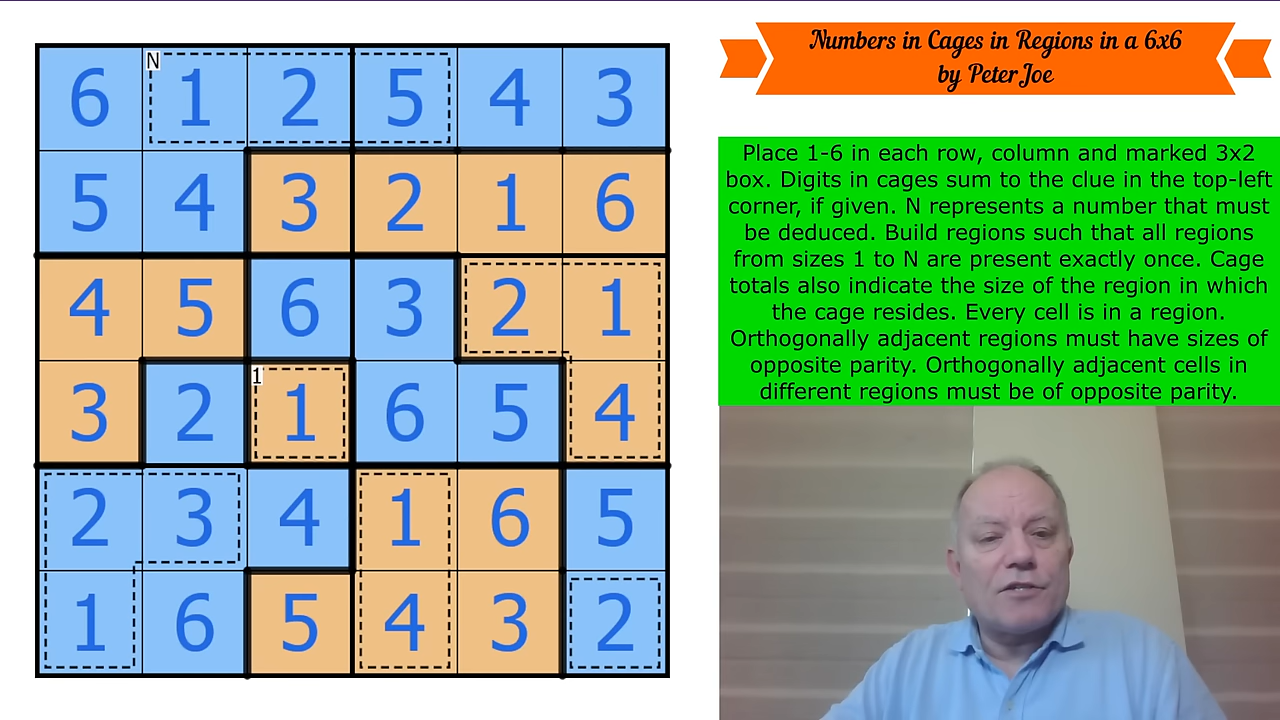 Numbers in Cages in Regions in a 6x6
by PeterJoe
Place 1-6 in each row, column and marked 3x2
box. Digits in cages sum to the clue in the top-left
corner, if given. N represents a number that must
be deduced. Build regions such that all regions
from sizes 1 to N are present exactly once. Cage
totals also indicate the size of the region in which
the cage resides. Every cell is in a region.
Orthogonally adjacent regions must have sizes of
opposite parity. Orthogonally adjacent cells in
different regions must be of opposite parity.
N
6 1 2 5 4 3
5 4 3 2 1 6
4 5 6 3 2 1
1
3 2 1 6 5 4
2 3 4 1 6 5
1 6 5 4 3 2